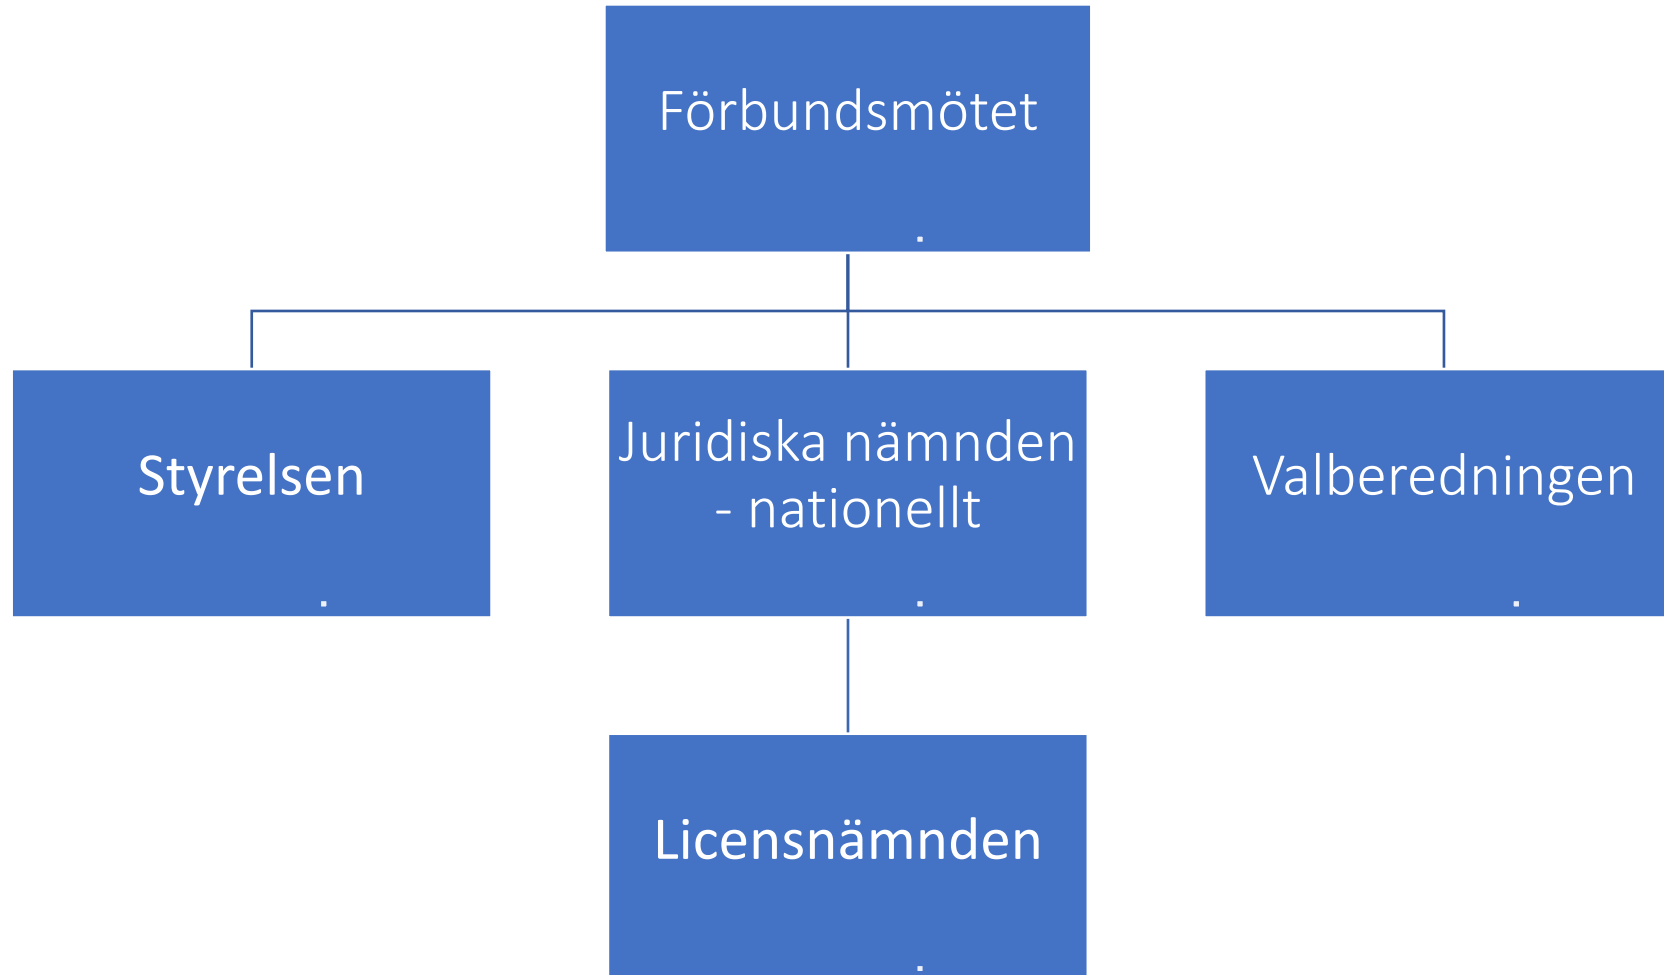 Förbundsmötet
.
Styrelsen
.
Juridiska nämnden
- nationellt
.
Valberedningen
.
Licensnämnden
.